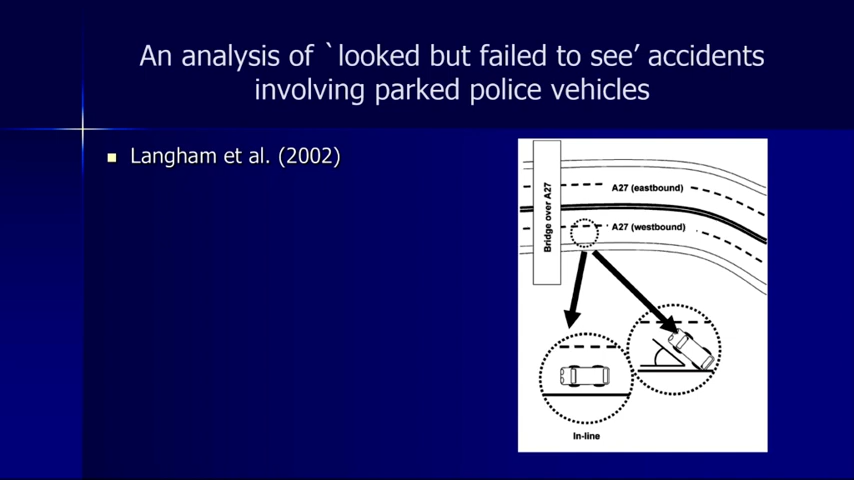 An analysis of `looked but failed to see’ accidents
involving parked police vehicles
Langham et al. (2002)
Bridge over A27
A27 (eastbound)
A27 (westbound)
In-line